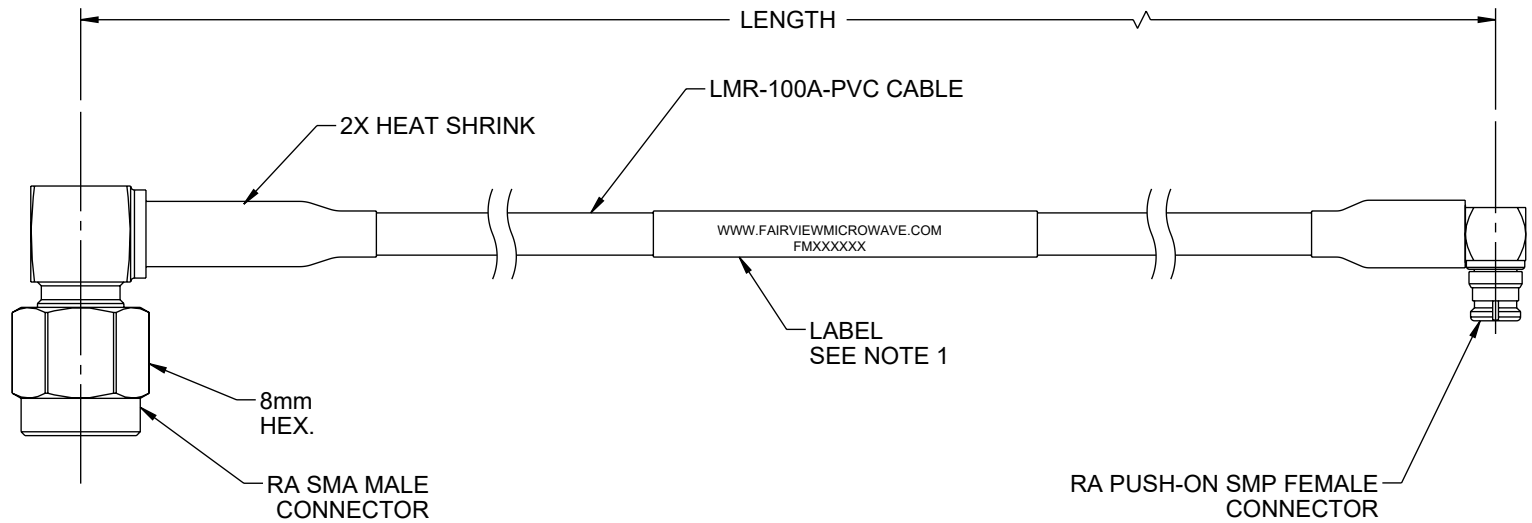 LENGTH
LMR-100A-PVC CABLE
2X HEAT SHRINK
WWW.FAIRVIEWMICROWAVE.COM
FMXXXXXX
LABEL
SEE NOTE 1
8mm
HEX.
RA SMA MALE
CONNECTOR
RA PUSH-ON SMP FEMALE
CONNECTOR